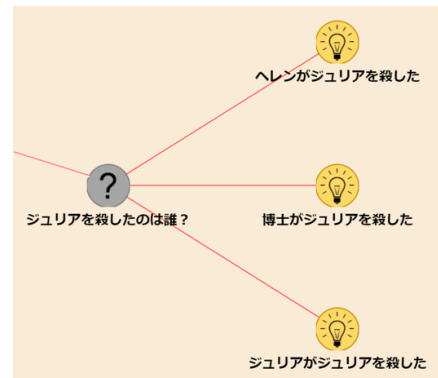 ヘレンがジュリアを殺した
?
ジュリアを殺したのは誰？
博士がジュリアを殺した
ジュリアがジュリアを殺した